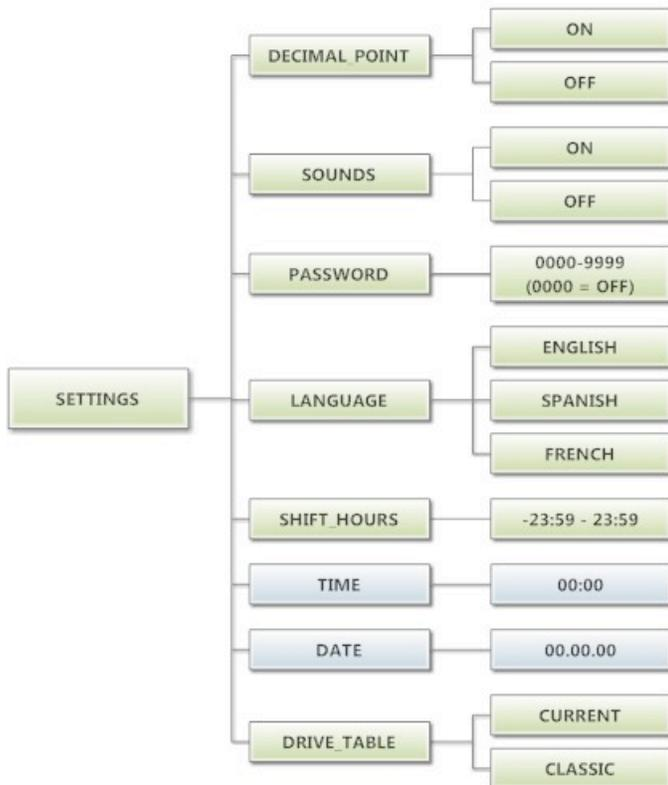 SETTINGS
DECIMAL_POINT
ON
OFF
SOUNDS
ON
OFF
PASSWORD
0000-9999
(0000 = OFF)
LANGUAGE
ENGLISH
SPANISH
FRENCH
SHIFT_HOURS
-23:59 - 23:59
TIME
00:00
DATE
00.00.00
DRIVE_TABLE
CURRENT
CLASSIC